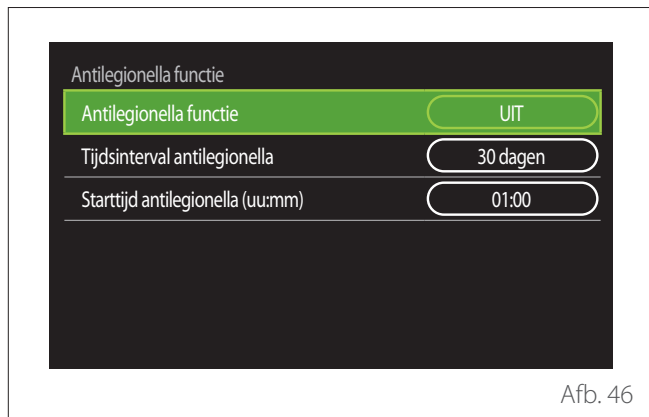 Antilegionella functie
Antilegionella functie UIT
Tijdsinterval antilegionella 30 dagen
Starttijd antilegionella (uu:mm) 01:00
Afb. 46